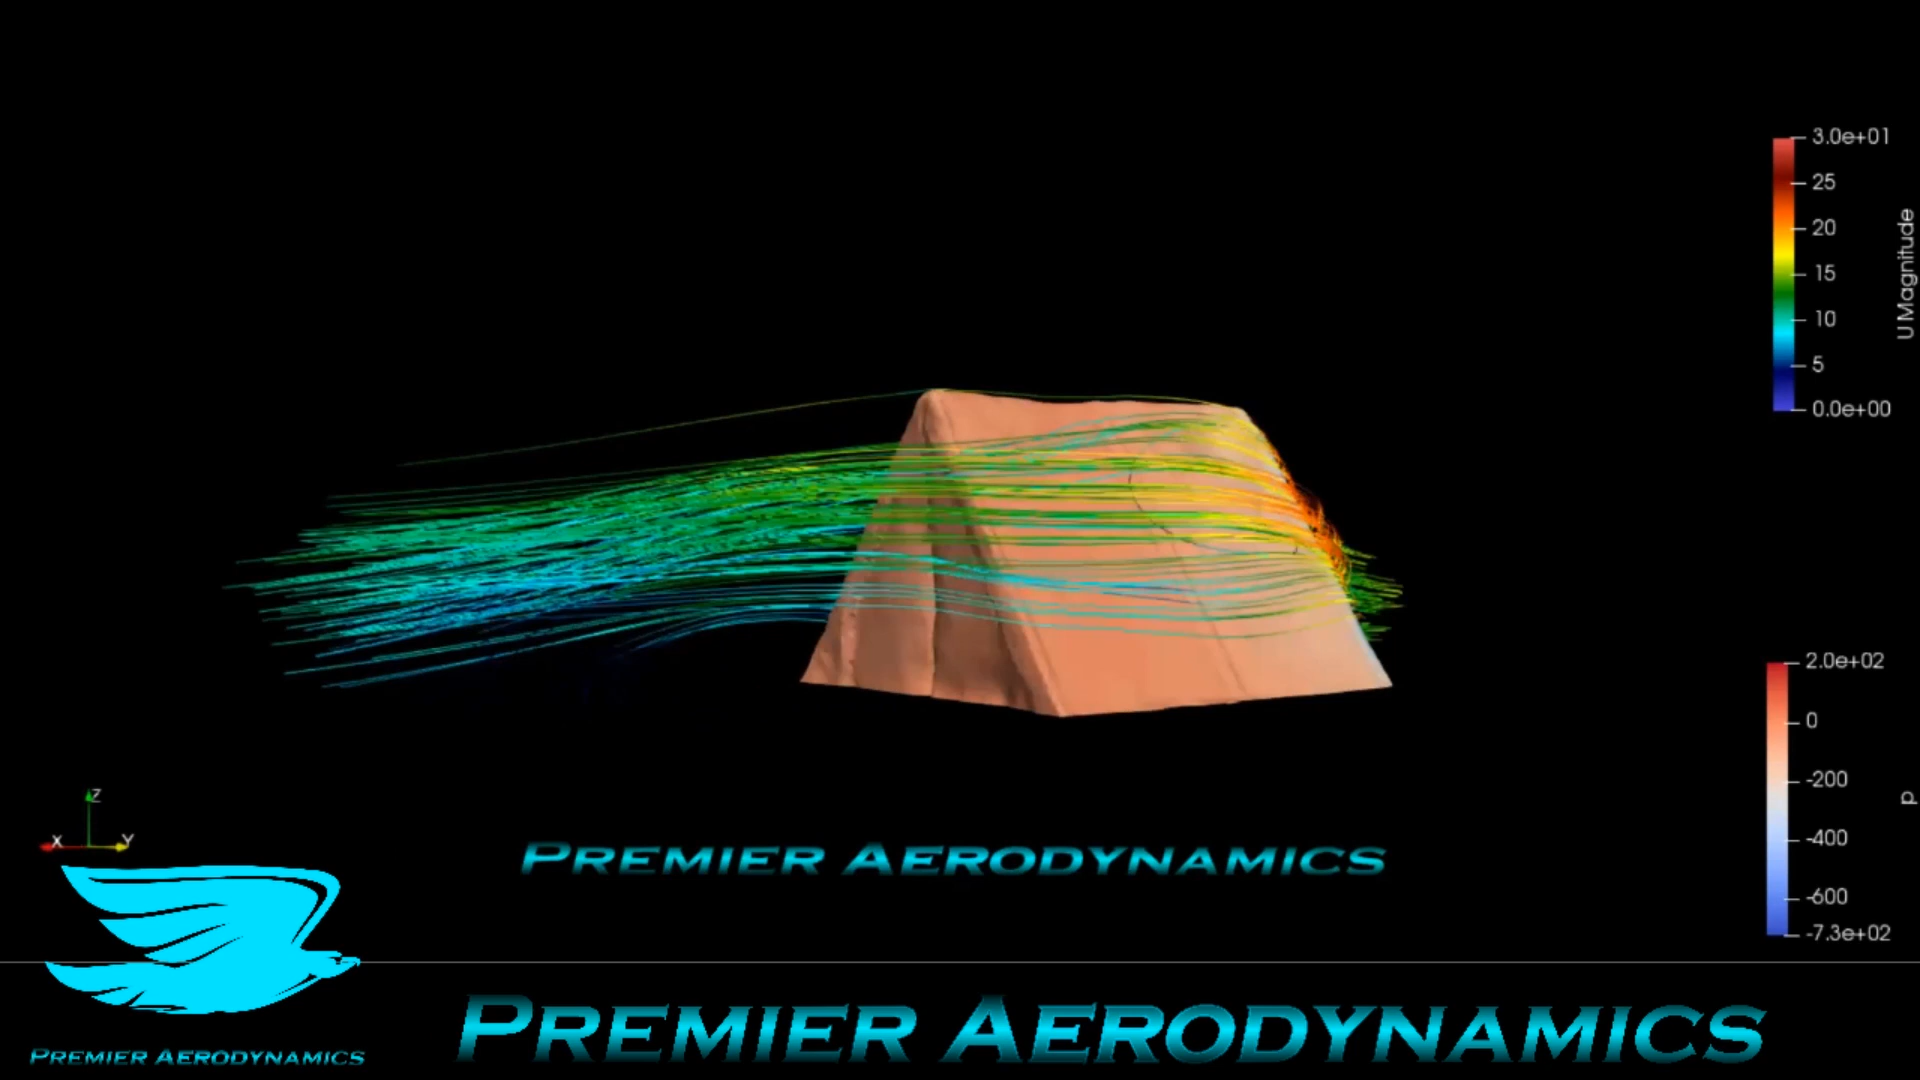 3.0e+01
25
20
15
10
5
0.0e+00
U Magnitude
2.0e+02
0
-200
-400
-600
-7.3e+02
p
Z
X
Y
PREMIER AERODYNAMICS
PREMIER AERODYNAMICS
PREMIER AERODYNAMICS